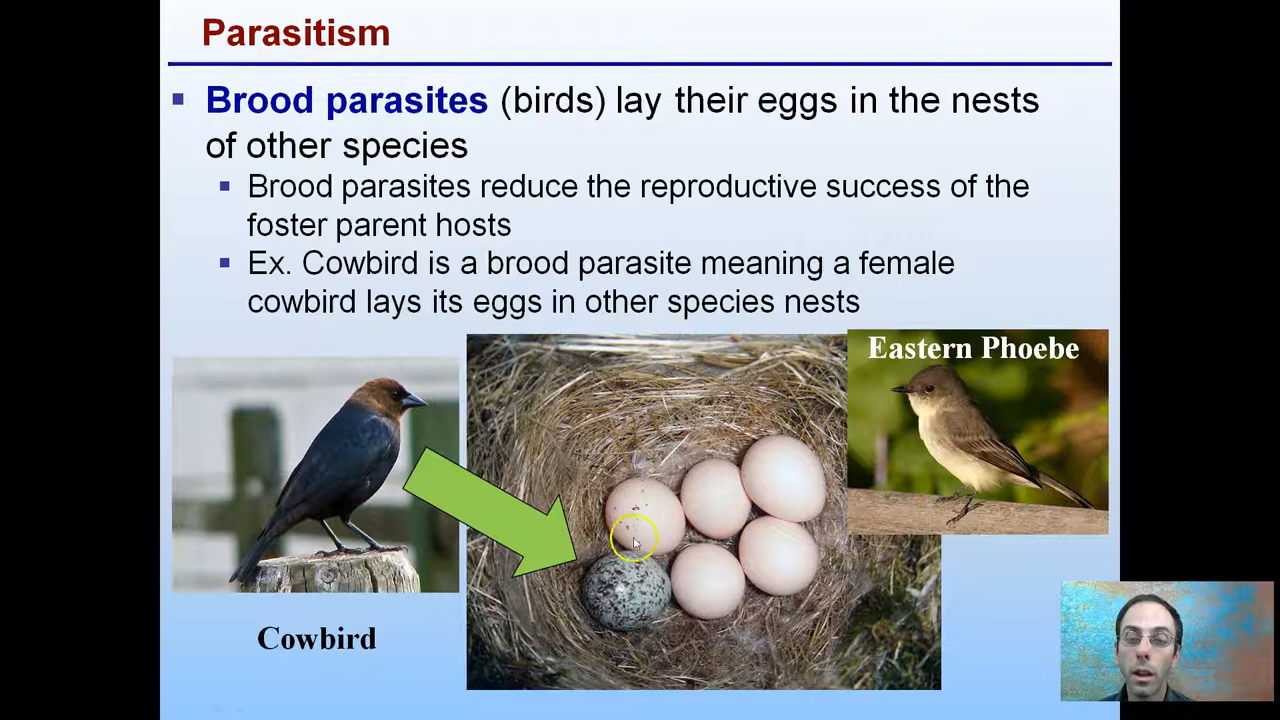 Parasitism
Brood parasites (birds) lay their eggs in the nests
of other species
Brood parasites reduce the reproductive success of the
foster parent hosts
Ex. Cowbird is a brood parasite meaning a female
cowbird lays its eggs in other species nests
Eastern Phoebe
Cowbird